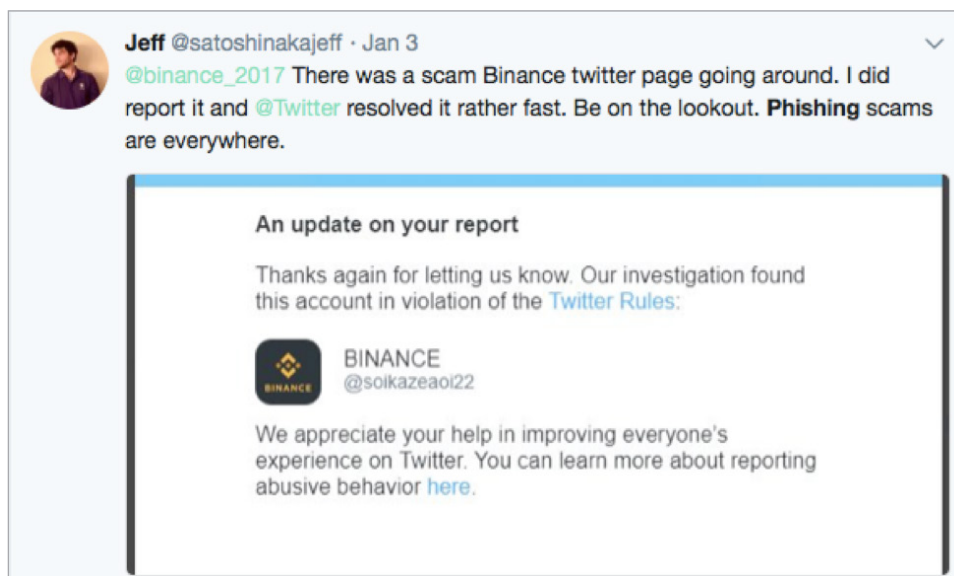 Jeff @satoshinakajeff · Jan 3
@binance_2017 There was a scam Binance twitter page going around. I did
report it and @Twitter resolved it rather fast. Be on the lookout. Phishing scams
are everywhere.
An update on your report
Thanks again for letting us know. Our investigation found
this account in violation of the Twitter Rules:
BINANCE
BINANCE
@soikazeaoi22
We appreciate your help in improving everyone's
experience on Twitter. You can learn more about reporting
abusive behavior here.